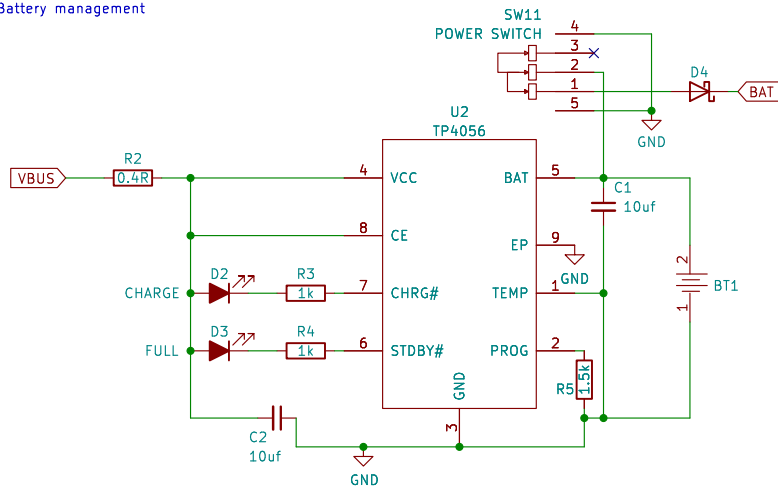 Battery management
SW11
POWER SWITCH
4
3
2
1
5
D4
BAT
GND
U2
TP4056
R2
VBUS
0.4R
4
VCC
BAT
5
C1
10uf
8
CE
EP
9
GND
D2
R3
CHARGE
1k
7
CHRG#
TEMP
1
2
BT1
1
D3
R4
FULL
1k
6
STDBY#
PROG
2
R5
1.5k
GND
3
C2
10uf
GND